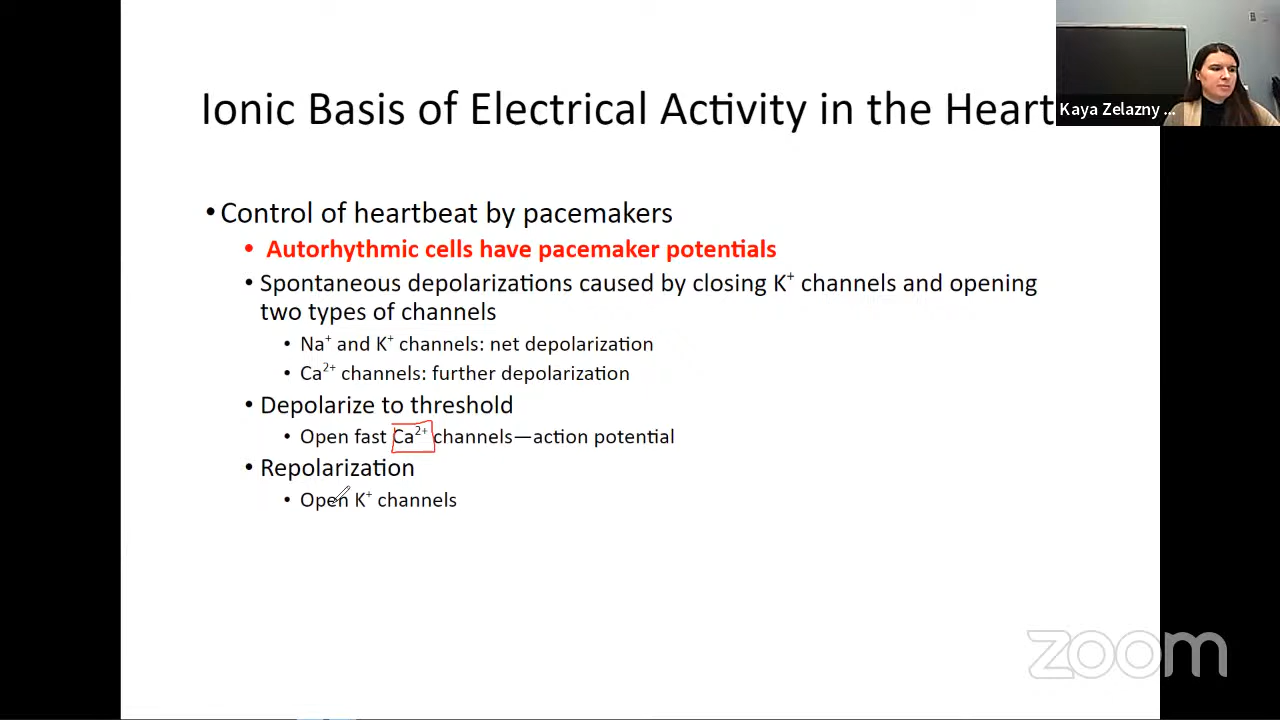 Ionic Basis of Electrical Activity in the Heart
Kaya Zelazny ...
• Control of heartbeat by pacemakers
• Autorhythmic cells have pacemaker potentials
• Spontaneous depolarizations caused by closing K⁺ channels and opening
two types of channels
• Na⁺ and K⁺ channels: net depolarization
• Ca²⁺ channels: further depolarization
• Depolarize to threshold
• Open fast Ca²⁺ channels—action potential
• Repolarization
• Open K⁺ channels
zoom